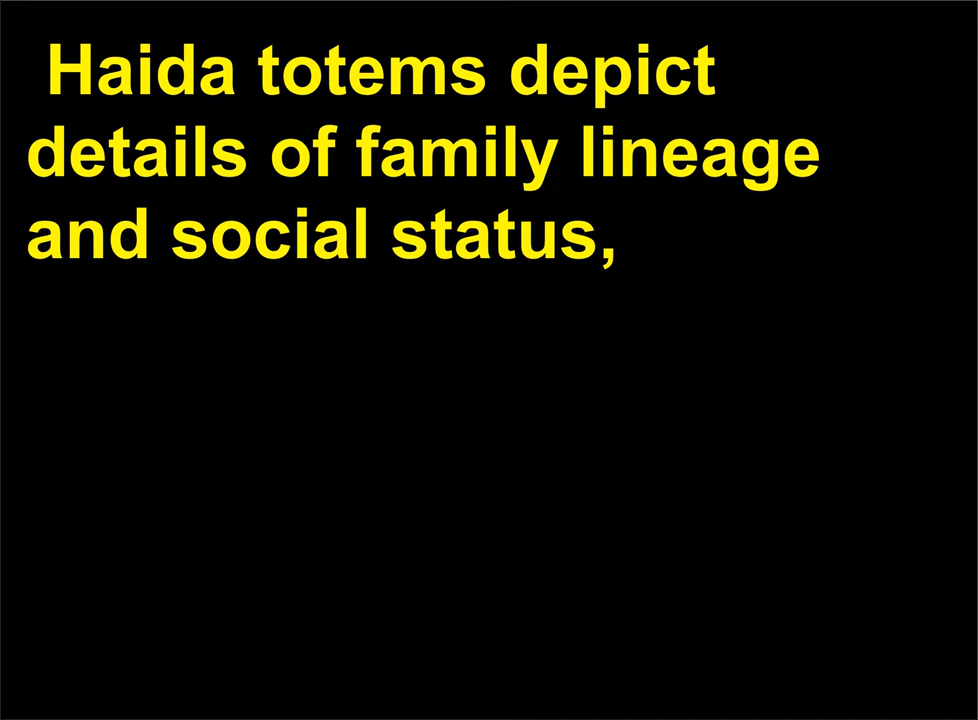 Haida totems depict
details of family lineage
and social status,